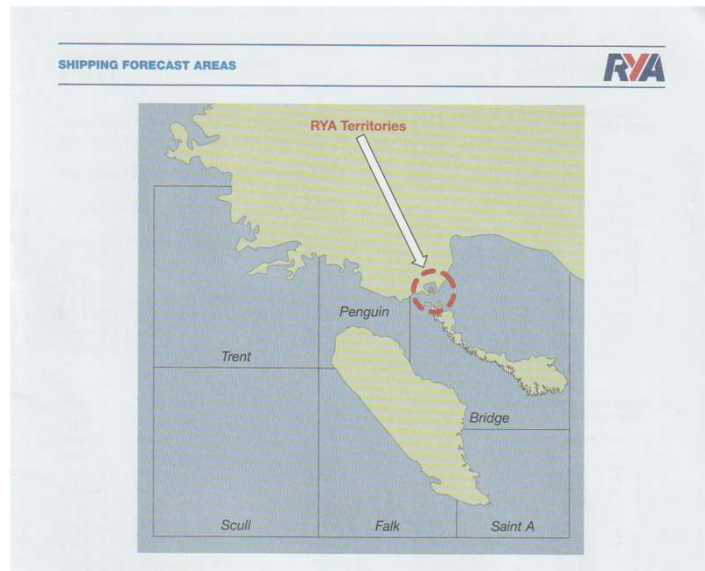 SHIPPING FORECAST AREAS
RYA
RYA Territories
Penguin
Trent
Bridge
Scull
Falk
Saint A